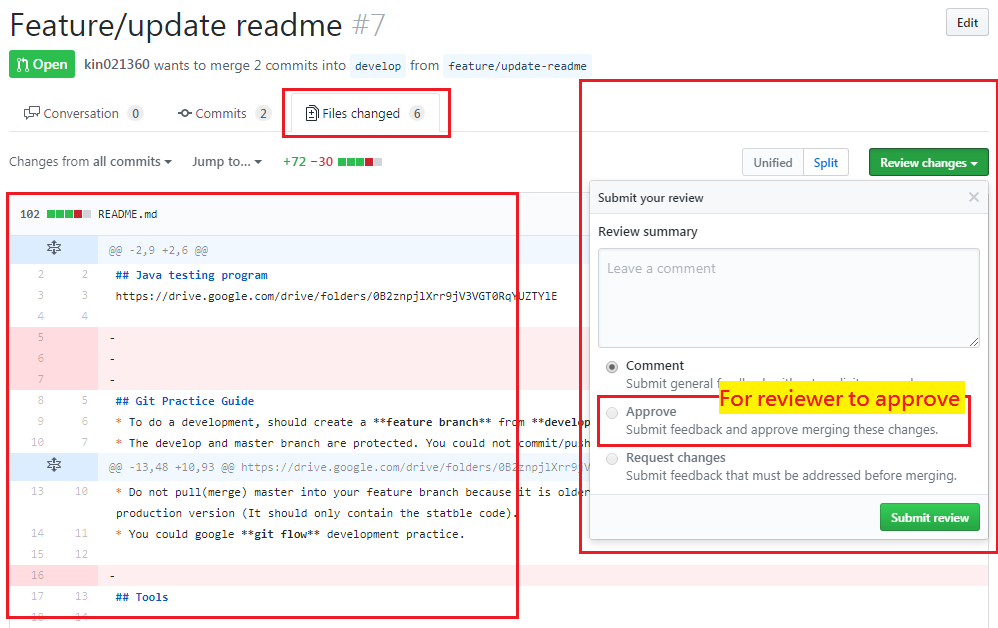 Feature/update readme #7
Edit
Open kin021360 wants to merge 2 commits into develop from feature/update-readme
Conversation 0 Commits 2 Files changed 6
Changes from all commits Jump to... +72 −30 Unified Split Review changes
102 README.md
@@ -2,9 +2,6 @@
2 2 ## Java testing program
3 3 https://drive.google.com/drive/folders/0B2znpjlXrr9jV3VGT0RqYUZTYlE
4 4
5 -
6 -
7 -
8 5 ## Git Practice Guide
9 6 * To do a development, should create a **feature branch** from **develop
10 7 * The develop and master branch are protected. You could not commit/push
@@ -13,48 +10,93 @@ https://drive.google.com/drive/folders/0B2znpjlXrr9jV
13 10 * Do not pull(merge) master into your feature branch because it is older
production version (It should only contain the statble code).
14 11 * You could google **git flow** development practice.
15 12
16 -
17 13 ## Tools
18 14
Submit your review
Review summary
Leave a comment
Comment
Submit general
For reviewer to approve
Approve
Submit feedback and approve merging these changes.
Request changes
Submit feedback that must be addressed before merging.
Submit review